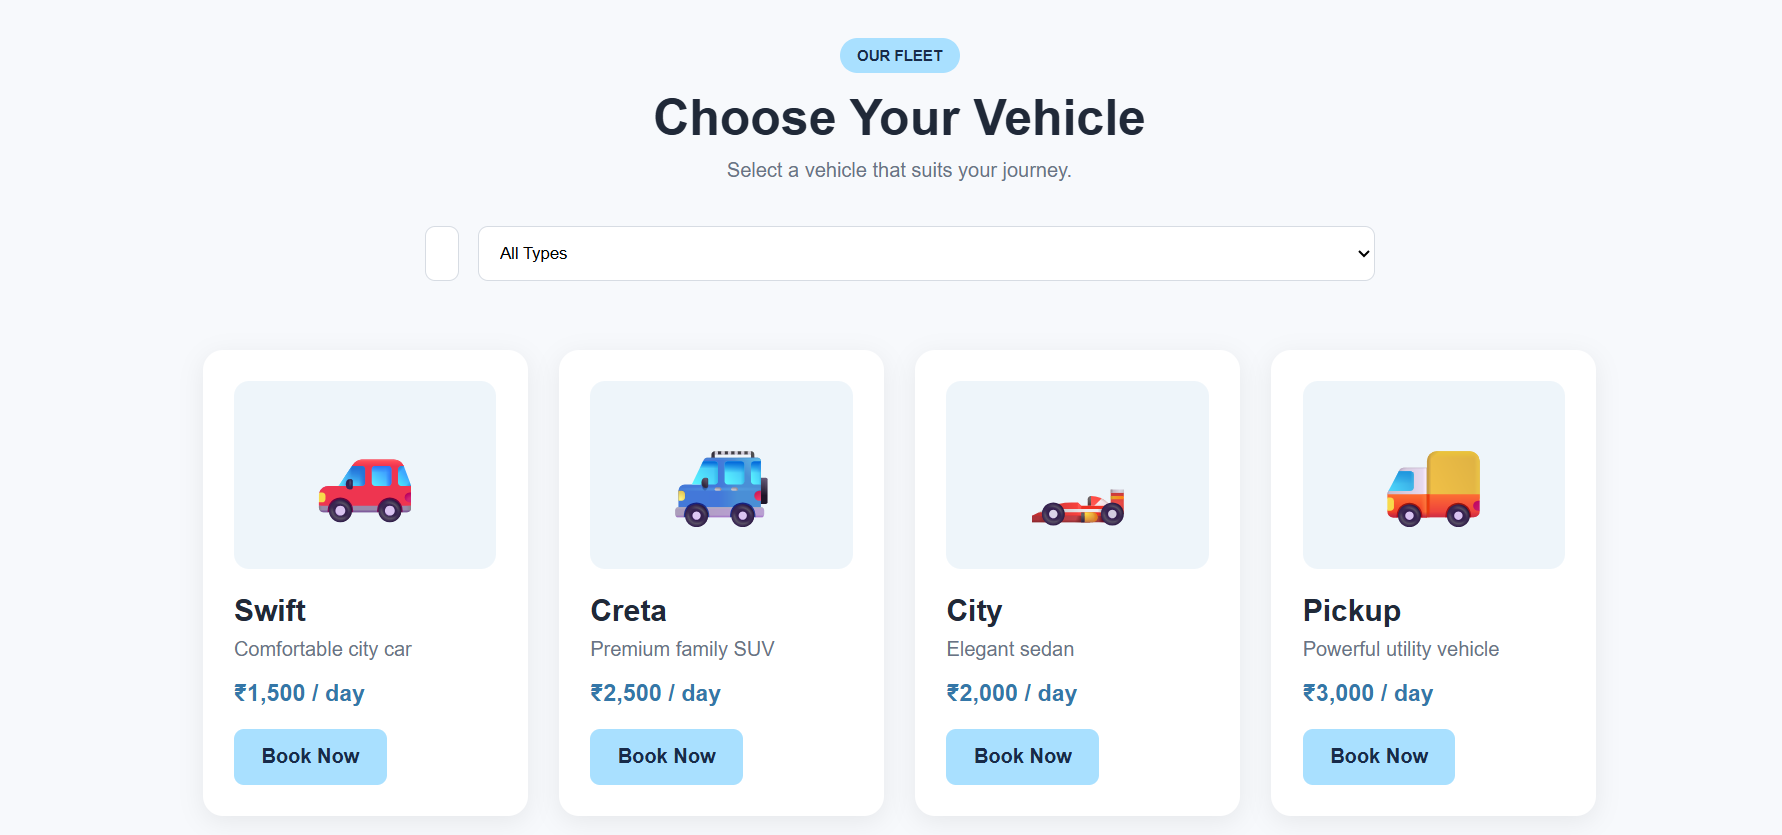 OUR FLEET
Choose Your Vehicle
Select a vehicle that suits your journey.
All Types
Swift
Comfortable city car
₹1,500 / day
Book Now
Creta
Premium family SUV
₹2,500 / day
Book Now
City
Elegant sedan
₹2,000 / day
Book Now
Pickup
Powerful utility vehicle
₹3,000 / day
Book Now